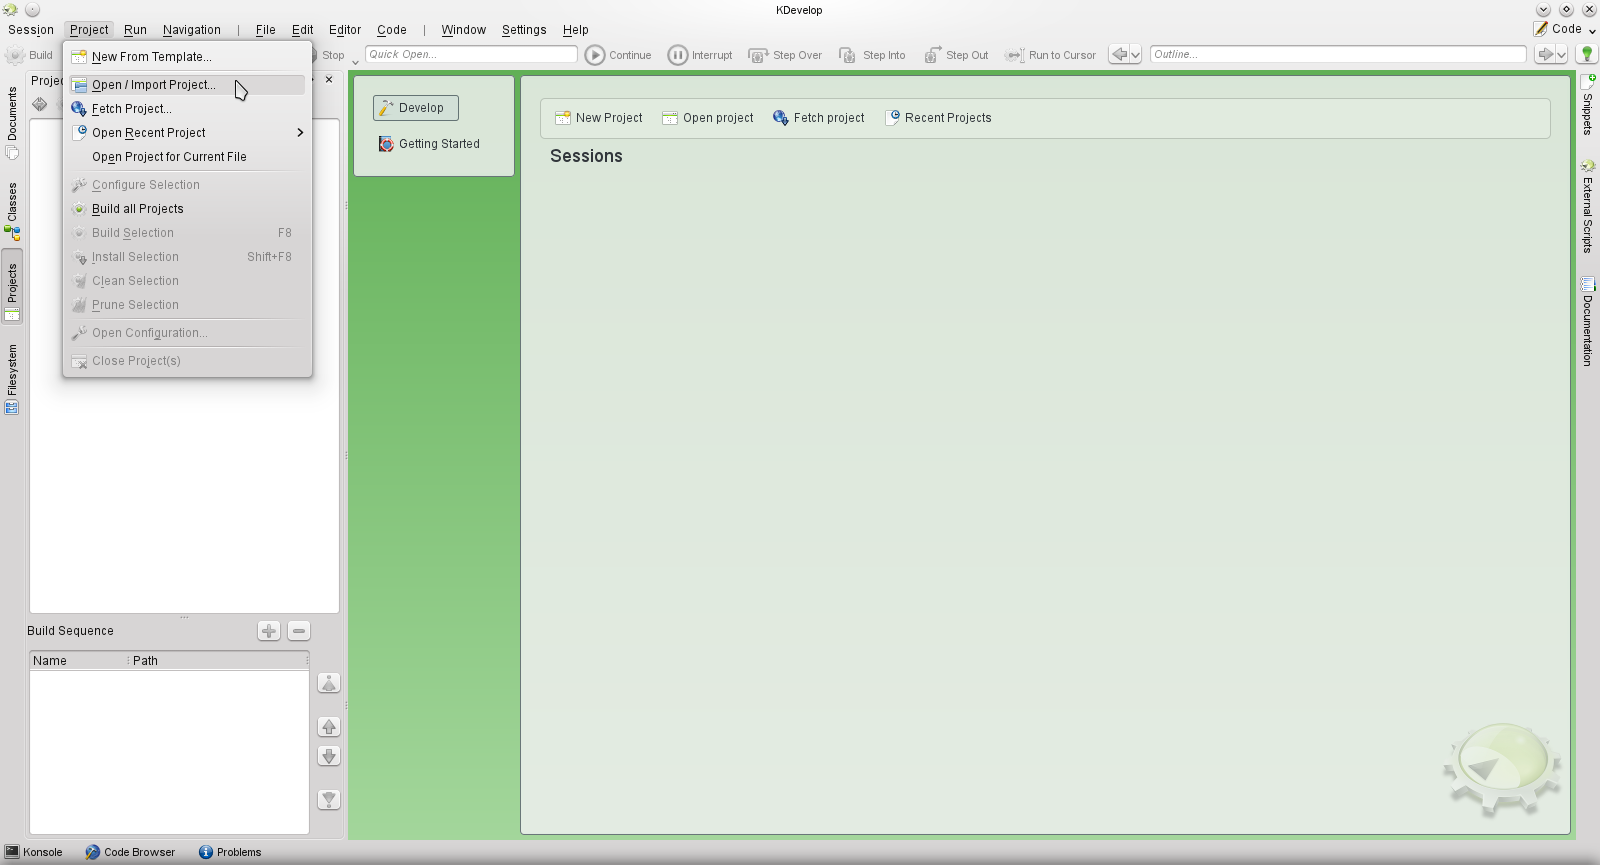 KDevelop
Session Project Run Navigation | File Edit Editor Code | Window Settings Help Code
Build Stop Quick Open... Continue Interrupt Step Over Step Into Step Out Run to Cursor Outline...
New From Template...
Open / Import Project...
Fetch Project...
Open Recent Project
Open Project for Current File
Configure Selection
Build all Projects
Build Selection F8
Install Selection Shift+F8
Clean Selection
Prune Selection
Open Configuration...
Close Project(s)
Documents
Classes
Projects
Filesystem
Develop
Getting Started
New Project Open project Fetch project Recent Projects
Sessions
Snippets
External Scripts
Documentation
Build Sequence
Name Path
Konsole Code Browser Problems